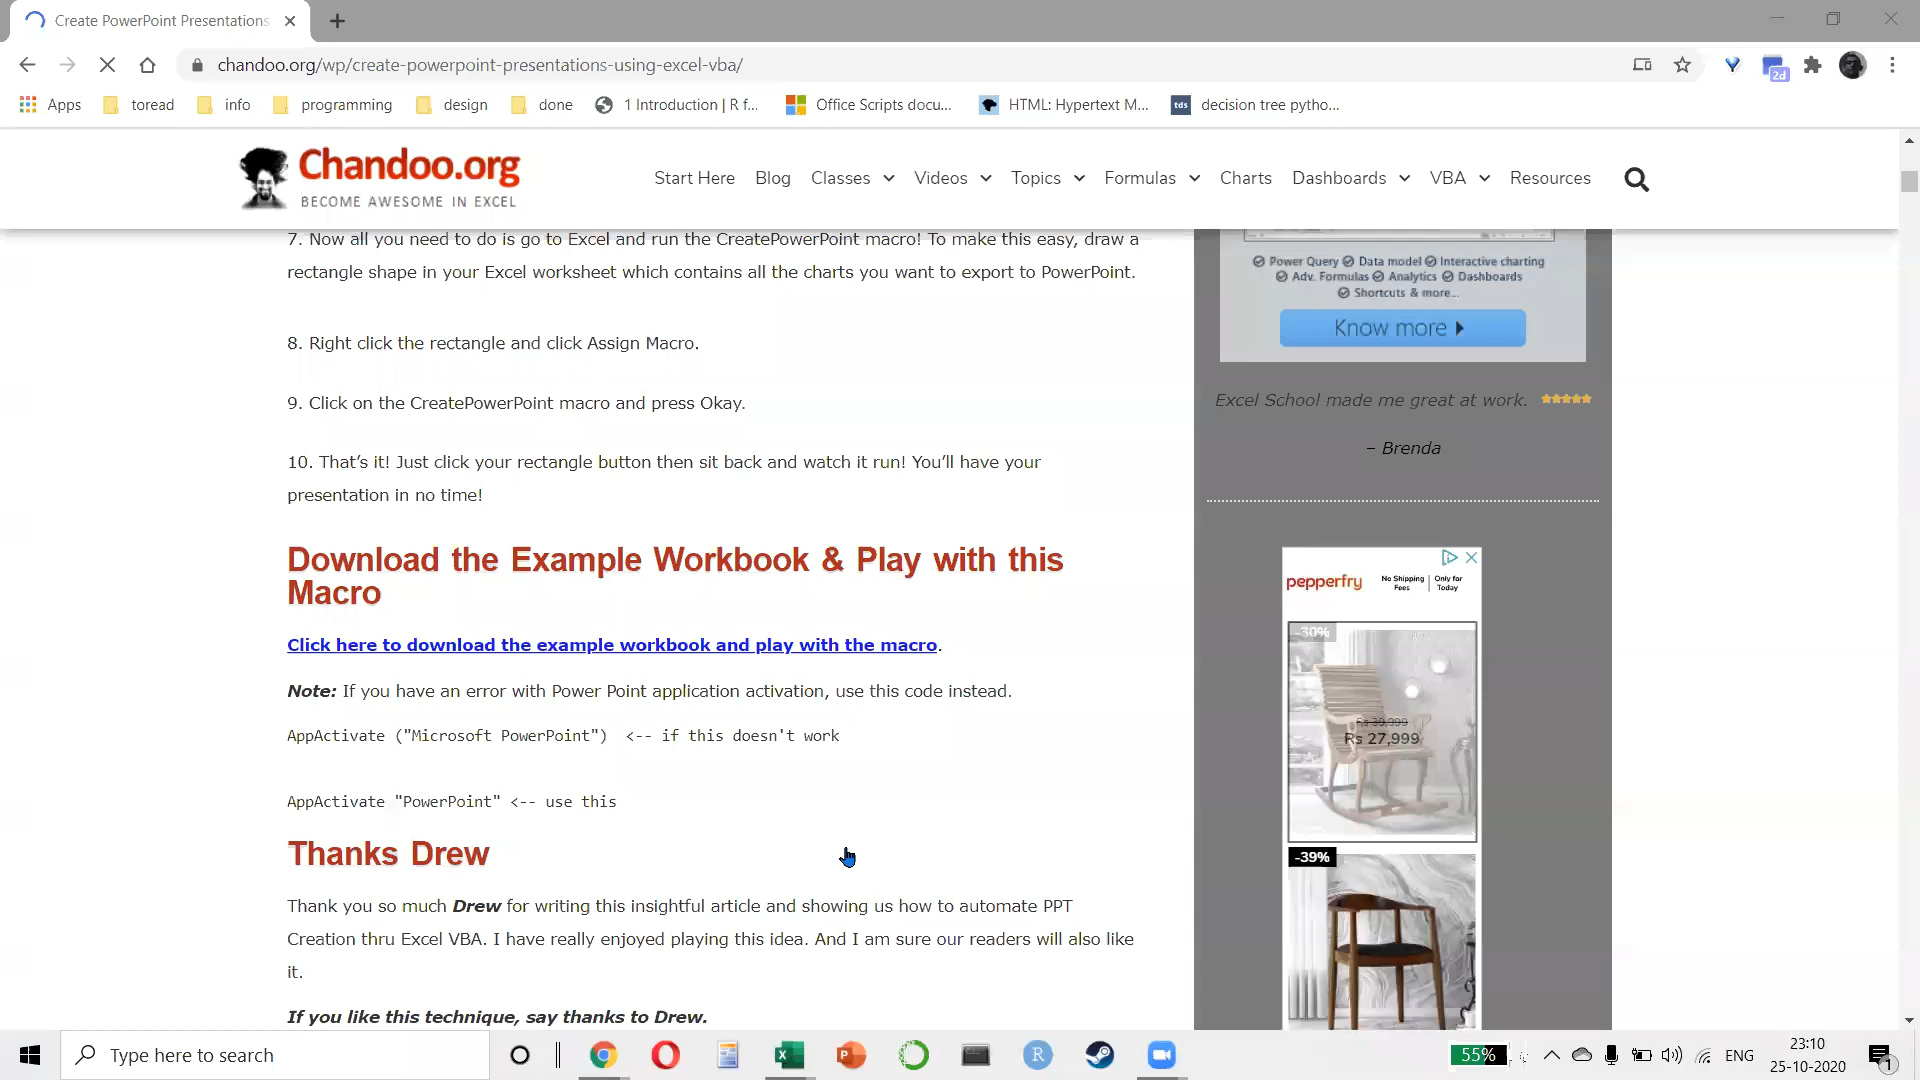 Create PowerPoint Presentations
chandoo.org/wp/create-powerpoint-presentations-using-excel-vba/
2d
Apps toread info programming design done 1 Introduction | R f... Office Scripts docu... HTML: Hypertext M... tds decision tree pytho...
Chandoo.org
BECOME AWESOME IN EXCEL
Start Here Blog Classes Videos Topics Formulas Charts Dashboards VBA Resources
7. Now all you need to do is go to Excel and run the CreatePowerPoint macro! To make this easy, draw a
rectangle shape in your Excel worksheet which contains all the charts you want to export to PowerPoint.
8. Right click the rectangle and click Assign Macro.
9. Click on the CreatePowerPoint macro and press Okay.
10. That’s it! Just click your rectangle button then sit back and watch it run! You’ll have your
presentation in no time!
Download the Example Workbook & Play with this
Macro
Click here to download the example workbook and play with the macro.
Note: If you have an error with Power Point application activation, use this code instead.
AppActivate ("Microsoft PowerPoint")  <-- if this doesn't work
AppActivate "PowerPoint" <-- use this
Thanks Drew
Thank you so much Drew for writing this insightful article and showing us how to automate PPT
Creation thru Excel VBA. I have really enjoyed playing this idea. And I am sure our readers will also like
it.
If you like this technique, say thanks to Drew.
Power Query Data model Interactive charting
Adv. Formulas Analytics Dashboards
Shortcuts & more...
Know more
Excel School made me great at work.
– Brenda
pepperfry
No Shipping Fees | Only for Today
-30%
Rs 39,999
Rs 27,999
-39%
Type here to search
R
55%
ENG
23:10
25-10-2020
1